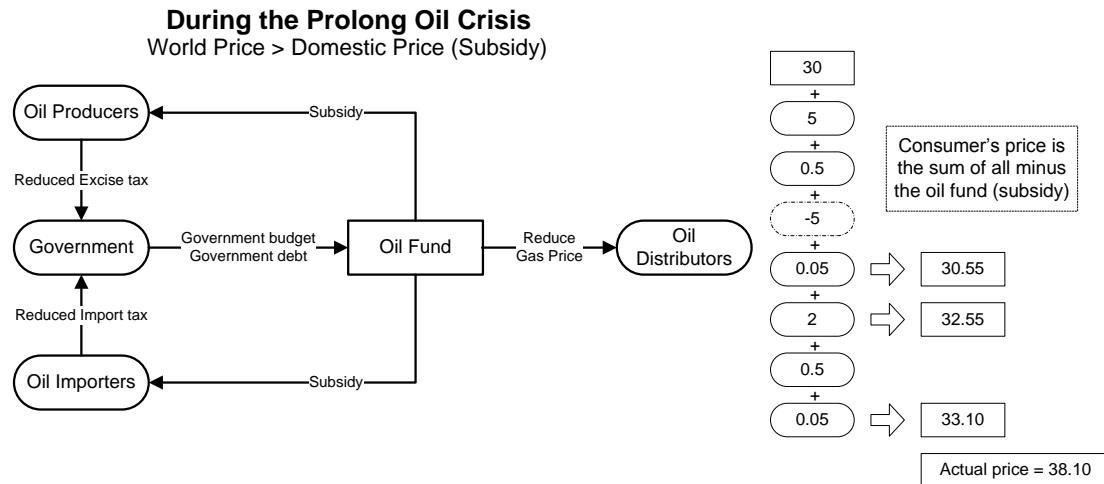 During the Prolong Oil Crisis
World Price > Domestic Price (Subsidy)
Oil Producers
Subsidy
Reduced Excise tax
Government
Government budget
Government debt
Oil Fund
Reduce
Gas Price
Oil
Distributors
Reduced Import tax
Oil Importers
Subsidy
30
+
5
+
0.5
+
-5
+
0.05
30.55
+
2
32.55
+
0.5
+
0.05
33.10
Consumer's price is
the sum of all minus
the oil fund (subsidy)
Actual price = 38.10